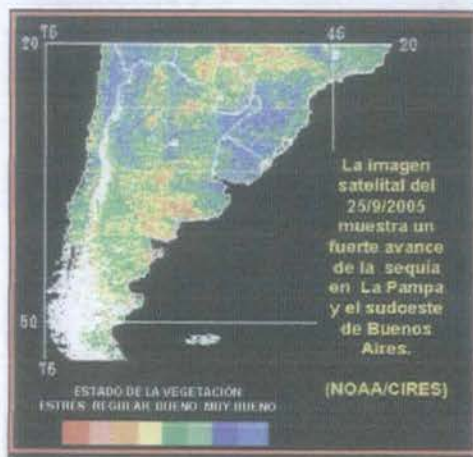 76 46
20 20
La imagen
satelital del
25/9/2005
muestra un
fuerte avance
de la sequía
en La Pampa
y el sudoeste
de Buenos
Aires.
50
76
(NOAA/CIRES)
ESTADO DE LA VEGETACIÓN
ESTRES REGULAR BUENO MUY BUENO